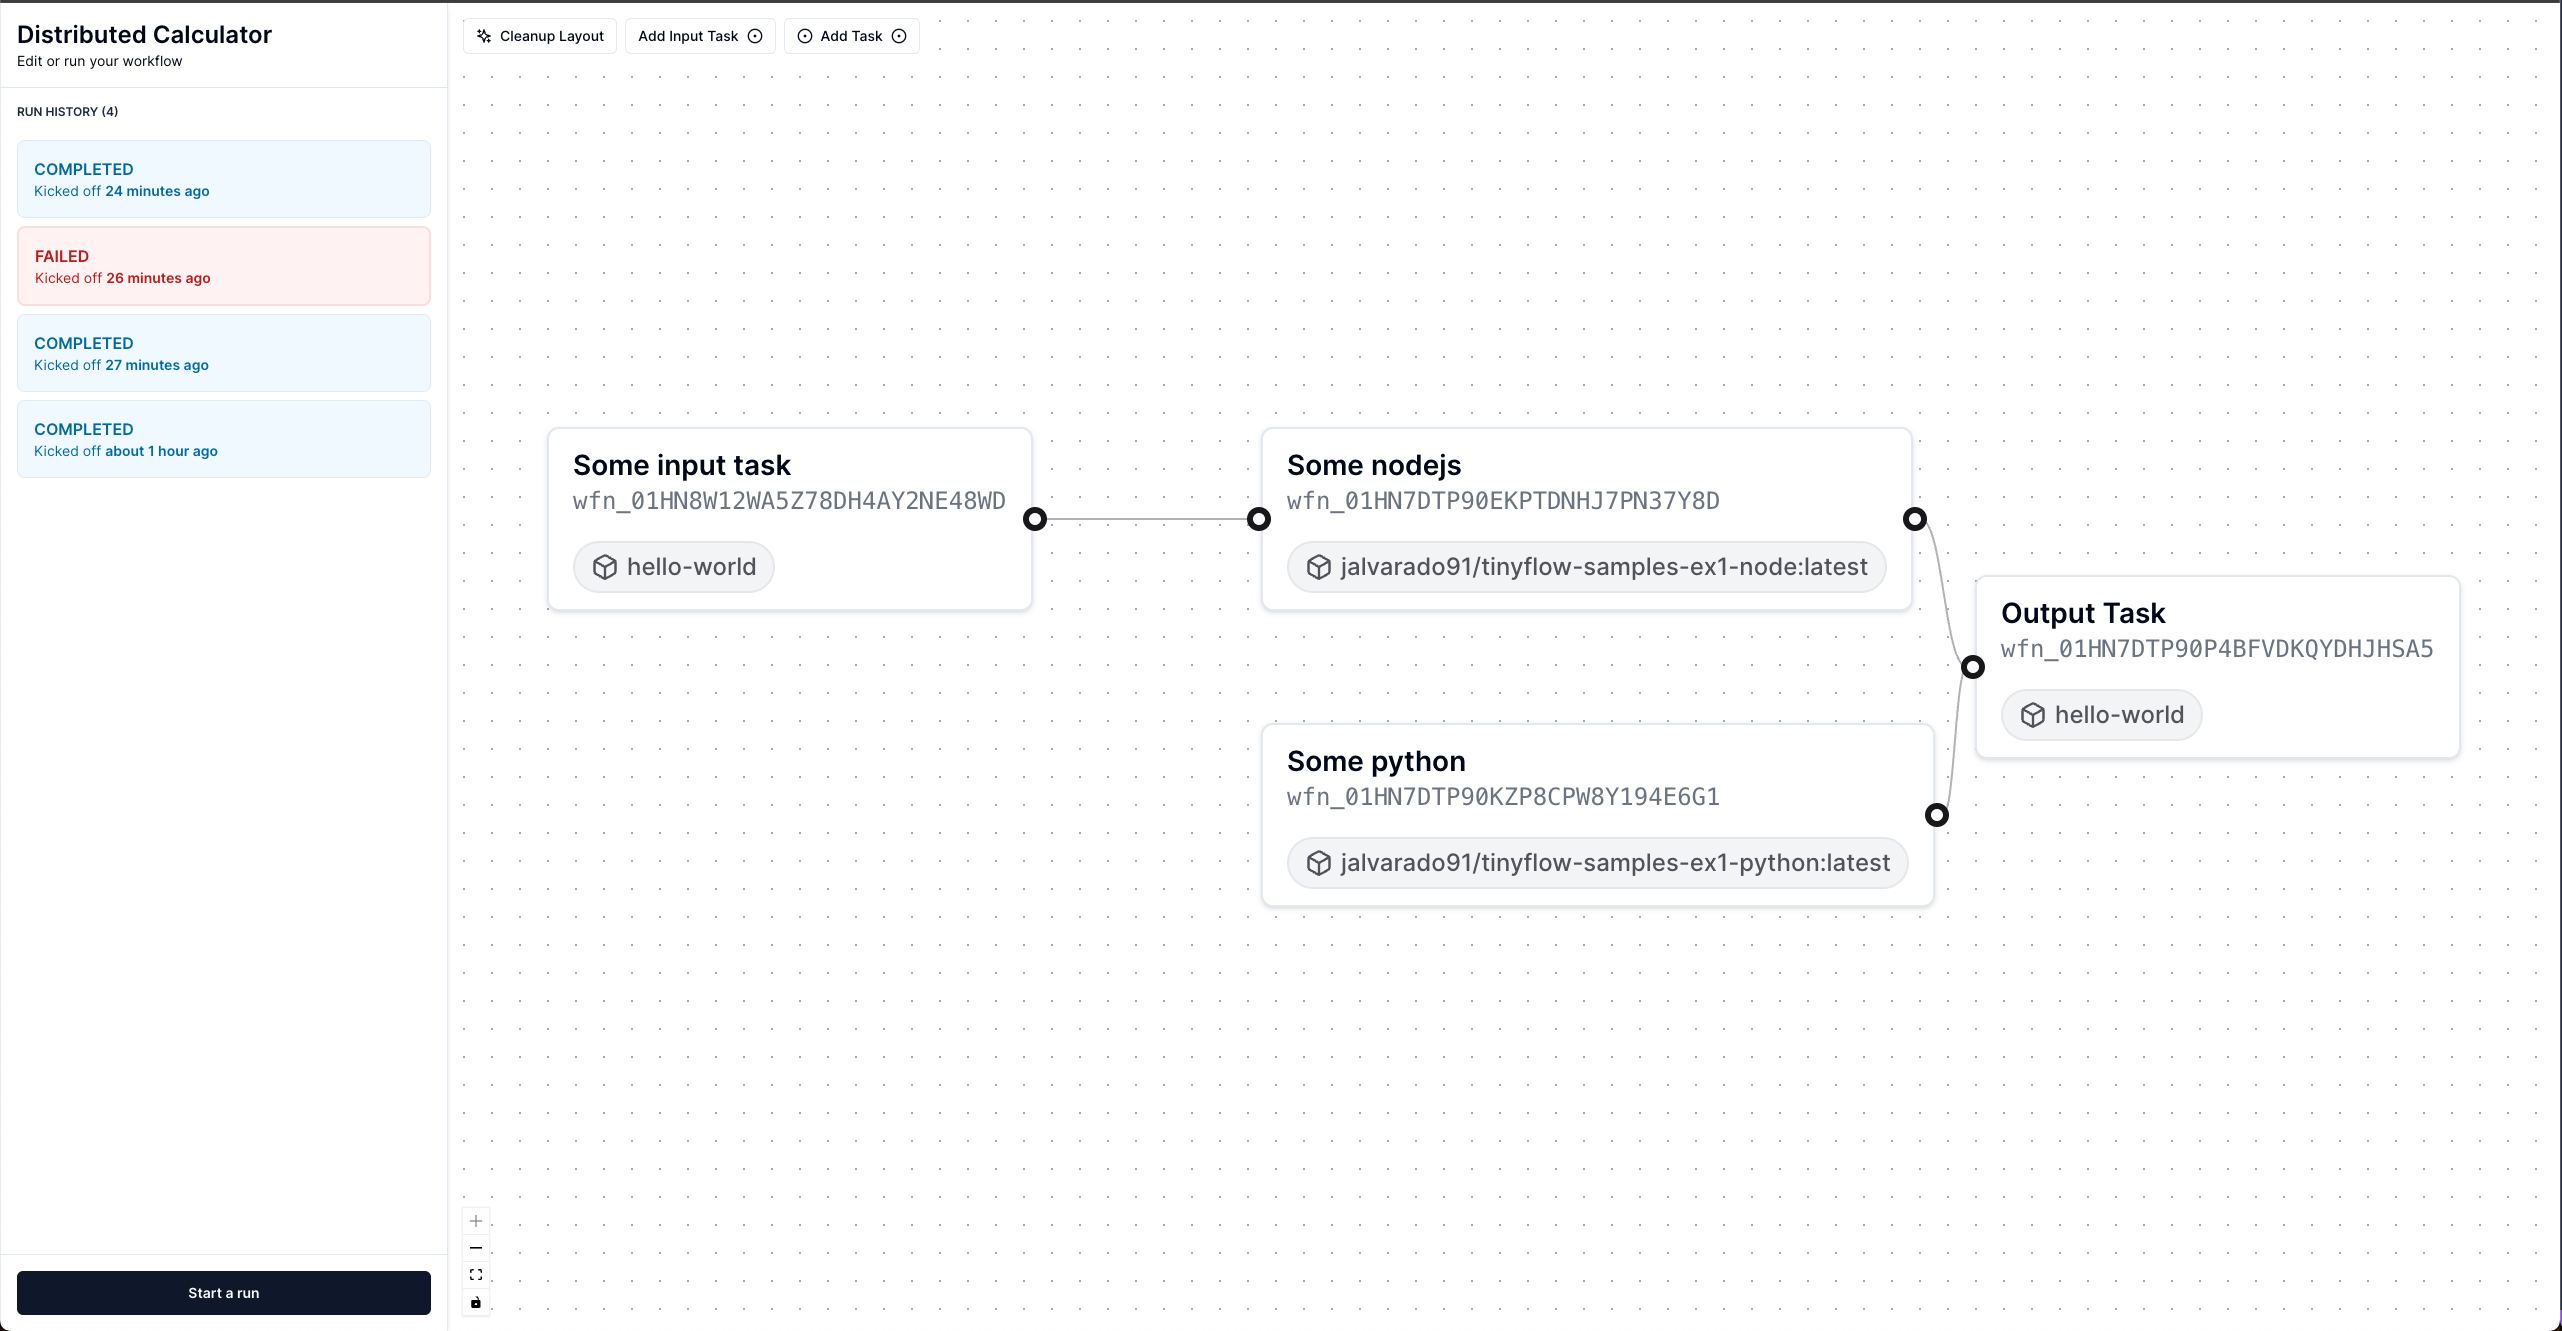 Distributed Calculator
Edit or run your workflow
RUN HISTORY (4)
COMPLETED
Kicked off 24 minutes ago
FAILED
Kicked off 26 minutes ago
COMPLETED
Kicked off 27 minutes ago
COMPLETED
Kicked off about 1 hour ago
Start a run
Cleanup Layout
Add Input Task
Add Task
Some input task
wfn_01HN8W12WA5Z78DH4AY2NE48WD
hello-world
Some nodejs
wfn_01HN7DTP90EKPTDNHJ7PN37Y8D
jalvarado91/tinyflow-samples-ex1-node:latest
Some python
wfn_01HN7DTP90KZP8CPW8Y194E6G1
jalvarado91/tinyflow-samples-ex1-python:latest
Output Task
wfn_01HN7DTP90P4BFVDKQYDHJHSA5
hello-world